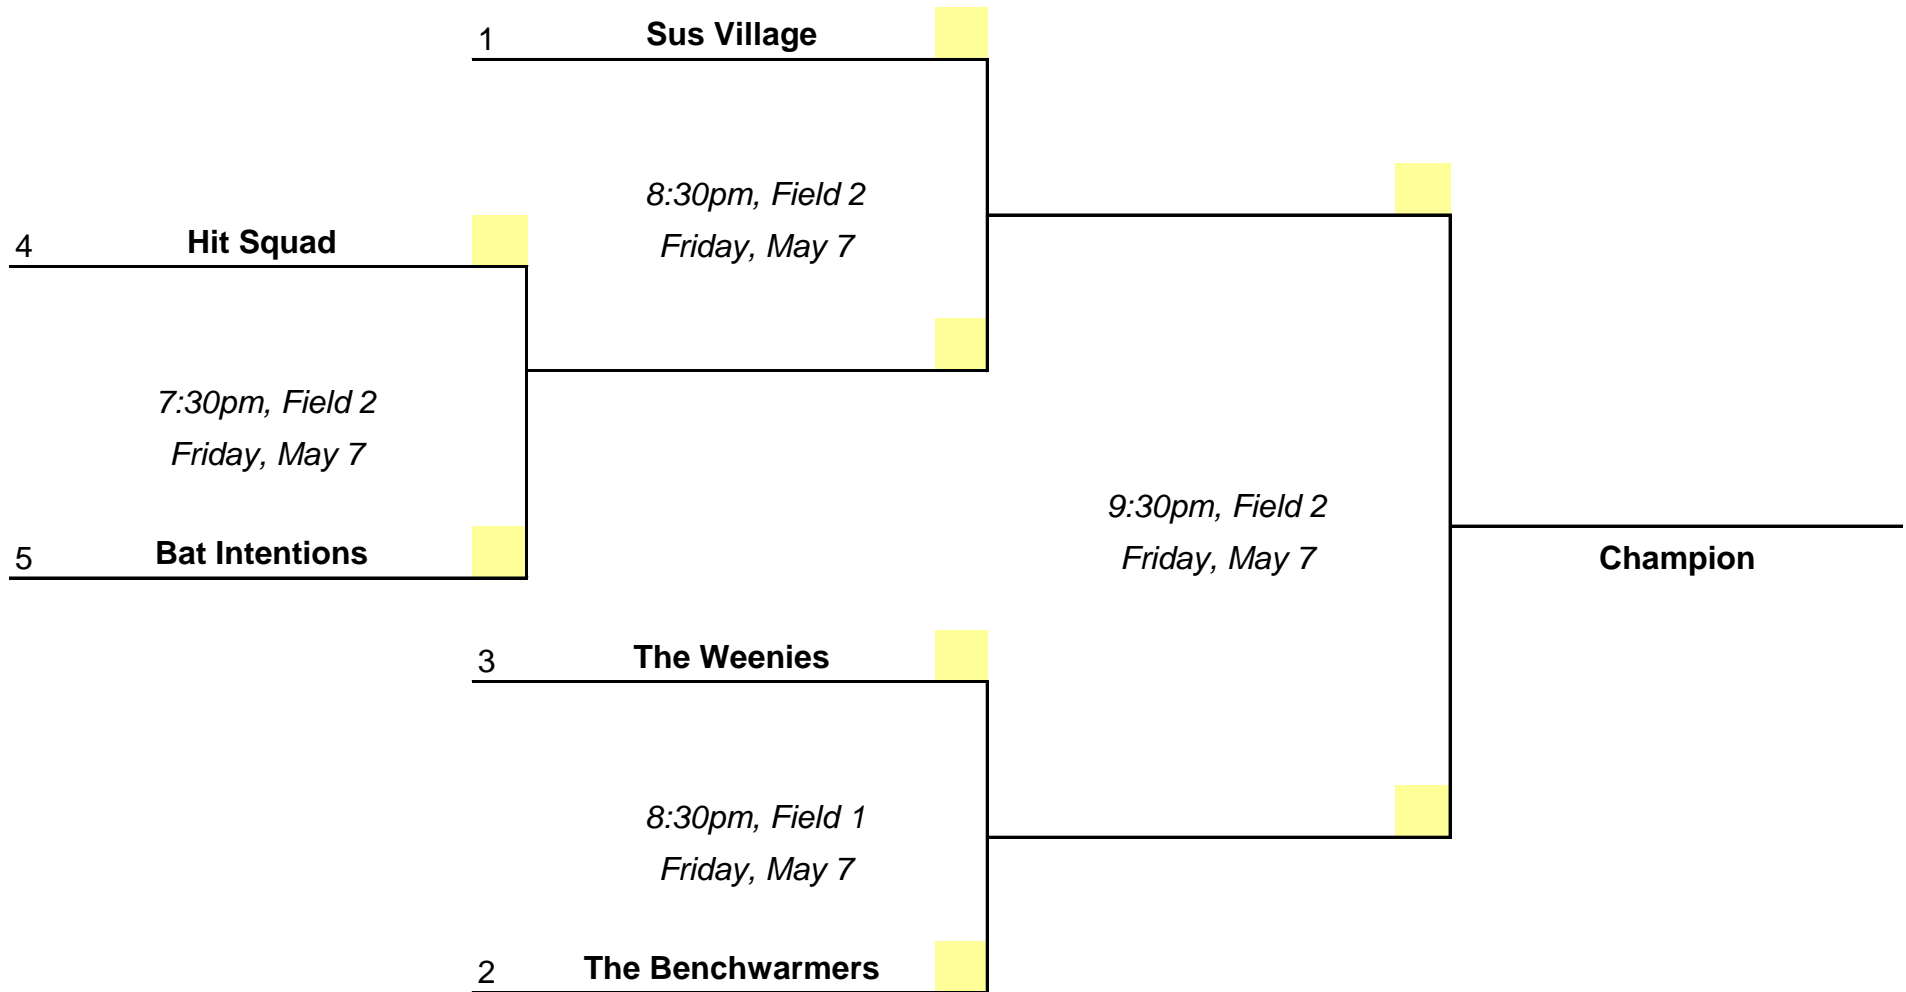 1 Sus Village
8:30pm, Field 2
Friday, May 7
4 Hit Squad
7:30pm, Field 2
Friday, May 7
5 Bat Intentions
9:30pm, Field 2
Friday, May 7
Champion
3 The Weenies
8:30pm, Field 1
Friday, May 7
2 The Benchwarmers